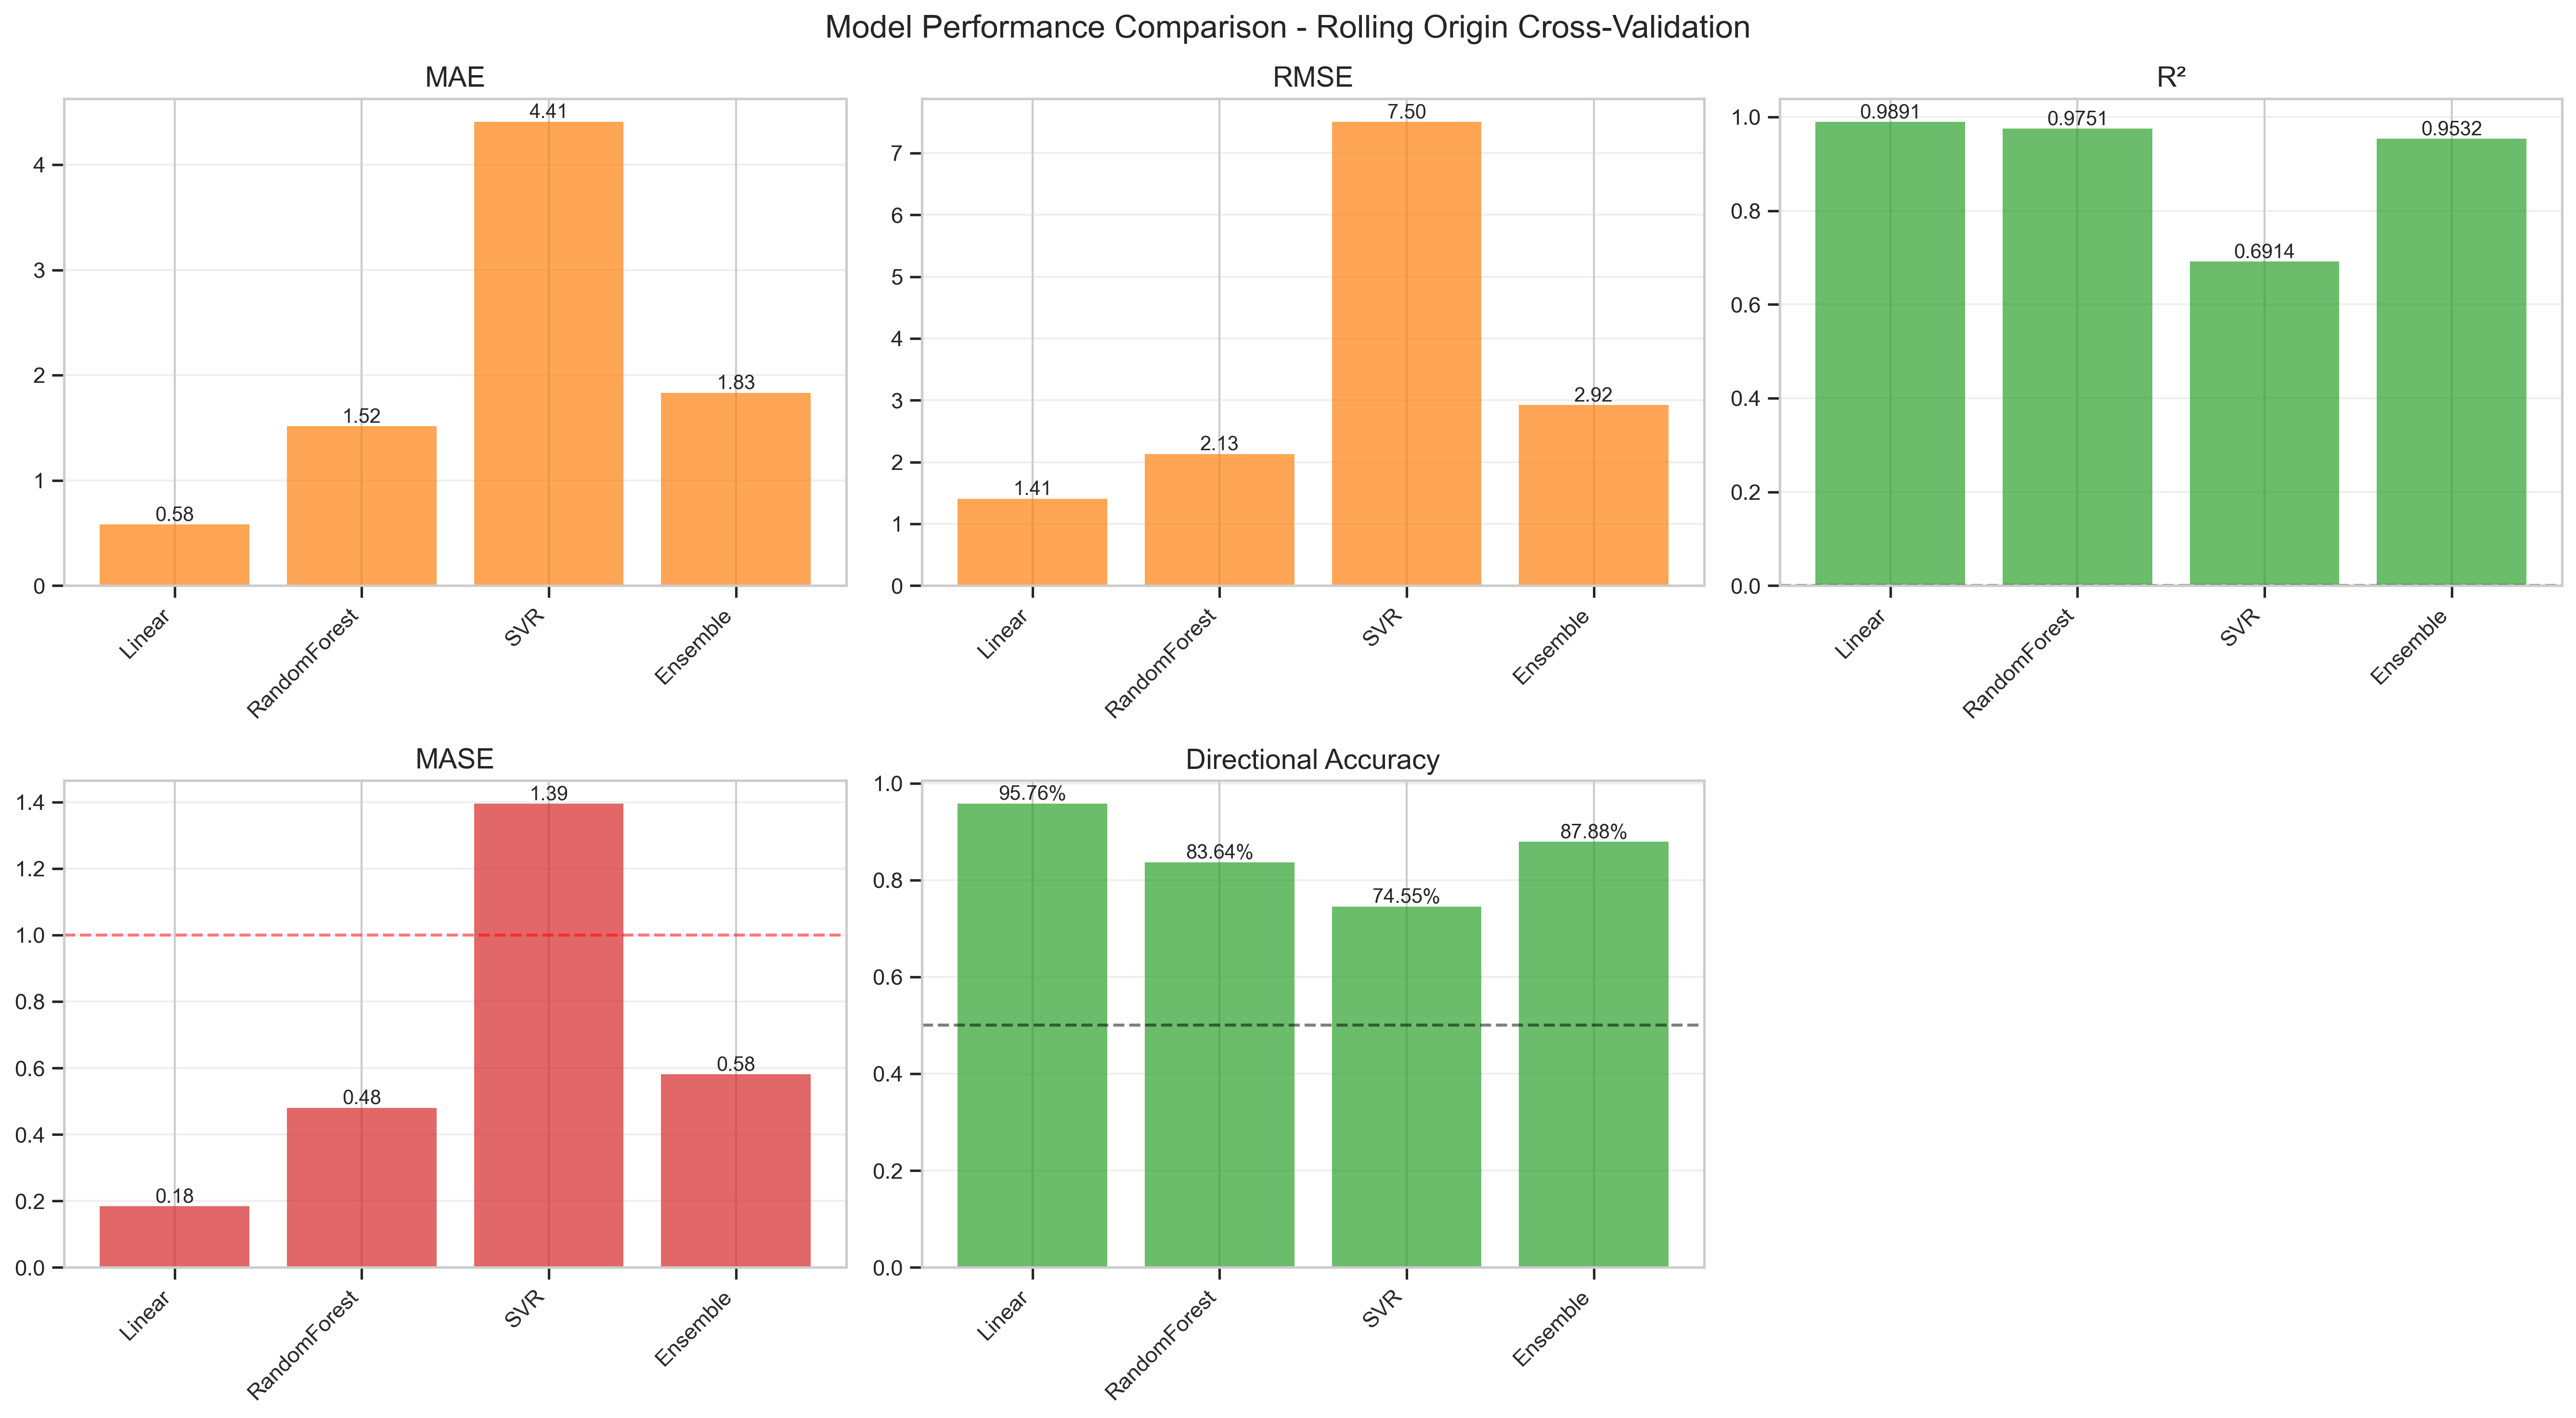 Model Performance Comparison - Rolling Origin Cross-Validation
MAE
4.41
1.83
1.52
0.58
4
3
2
1
0
Linear
RandomForest
SVR
Ensemble
RMSE
7.50
2.92
2.13
1.41
7
6
5
4
3
2
1
0
Linear
RandomForest
SVR
Ensemble
R²
0.9891
0.9751
0.9532
0.6914
1.0
0.8
0.6
0.4
0.2
0.0
Linear
RandomForest
SVR
Ensemble
MASE
1.39
0.58
0.48
0.18
1.4
1.2
1.0
0.8
0.6
0.4
0.2
0.0
Linear
RandomForest
SVR
Ensemble
Directional Accuracy
95.76%
87.88%
83.64%
74.55%
1.0
0.8
0.6
0.4
0.2
0.0
Linear
RandomForest
SVR
Ensemble